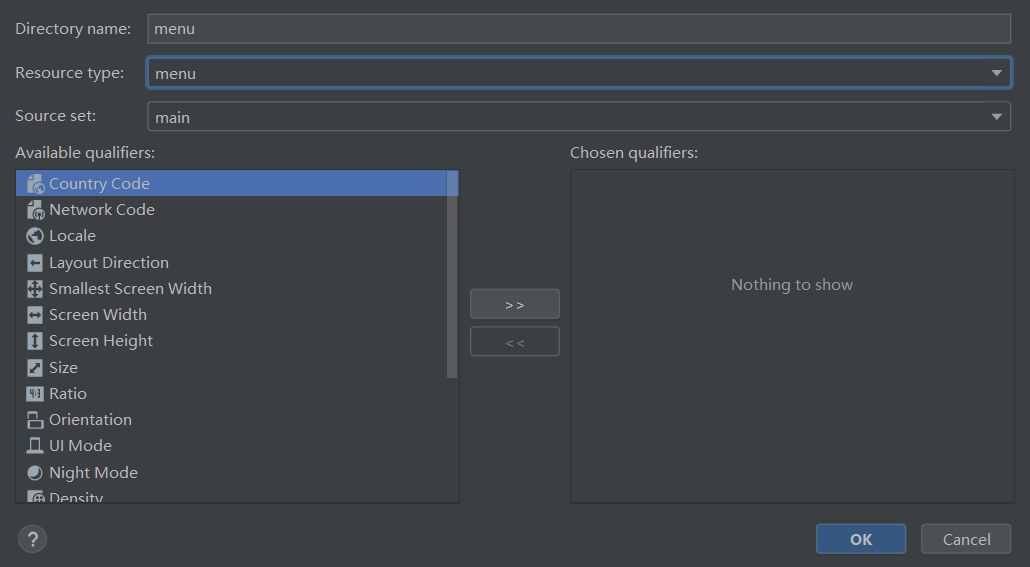 Directory name: menu
Resource type: menu
Source set: main
Available qualifiers:
Chosen qualifiers:
Country Code
Network Code
Locale
Layout Direction
Smallest Screen Width
Screen Width
Screen Height
Size
Ratio
Orientation
UI Mode
Night Mode
Density
>>
<<
Nothing to show
?
OK
Cancel